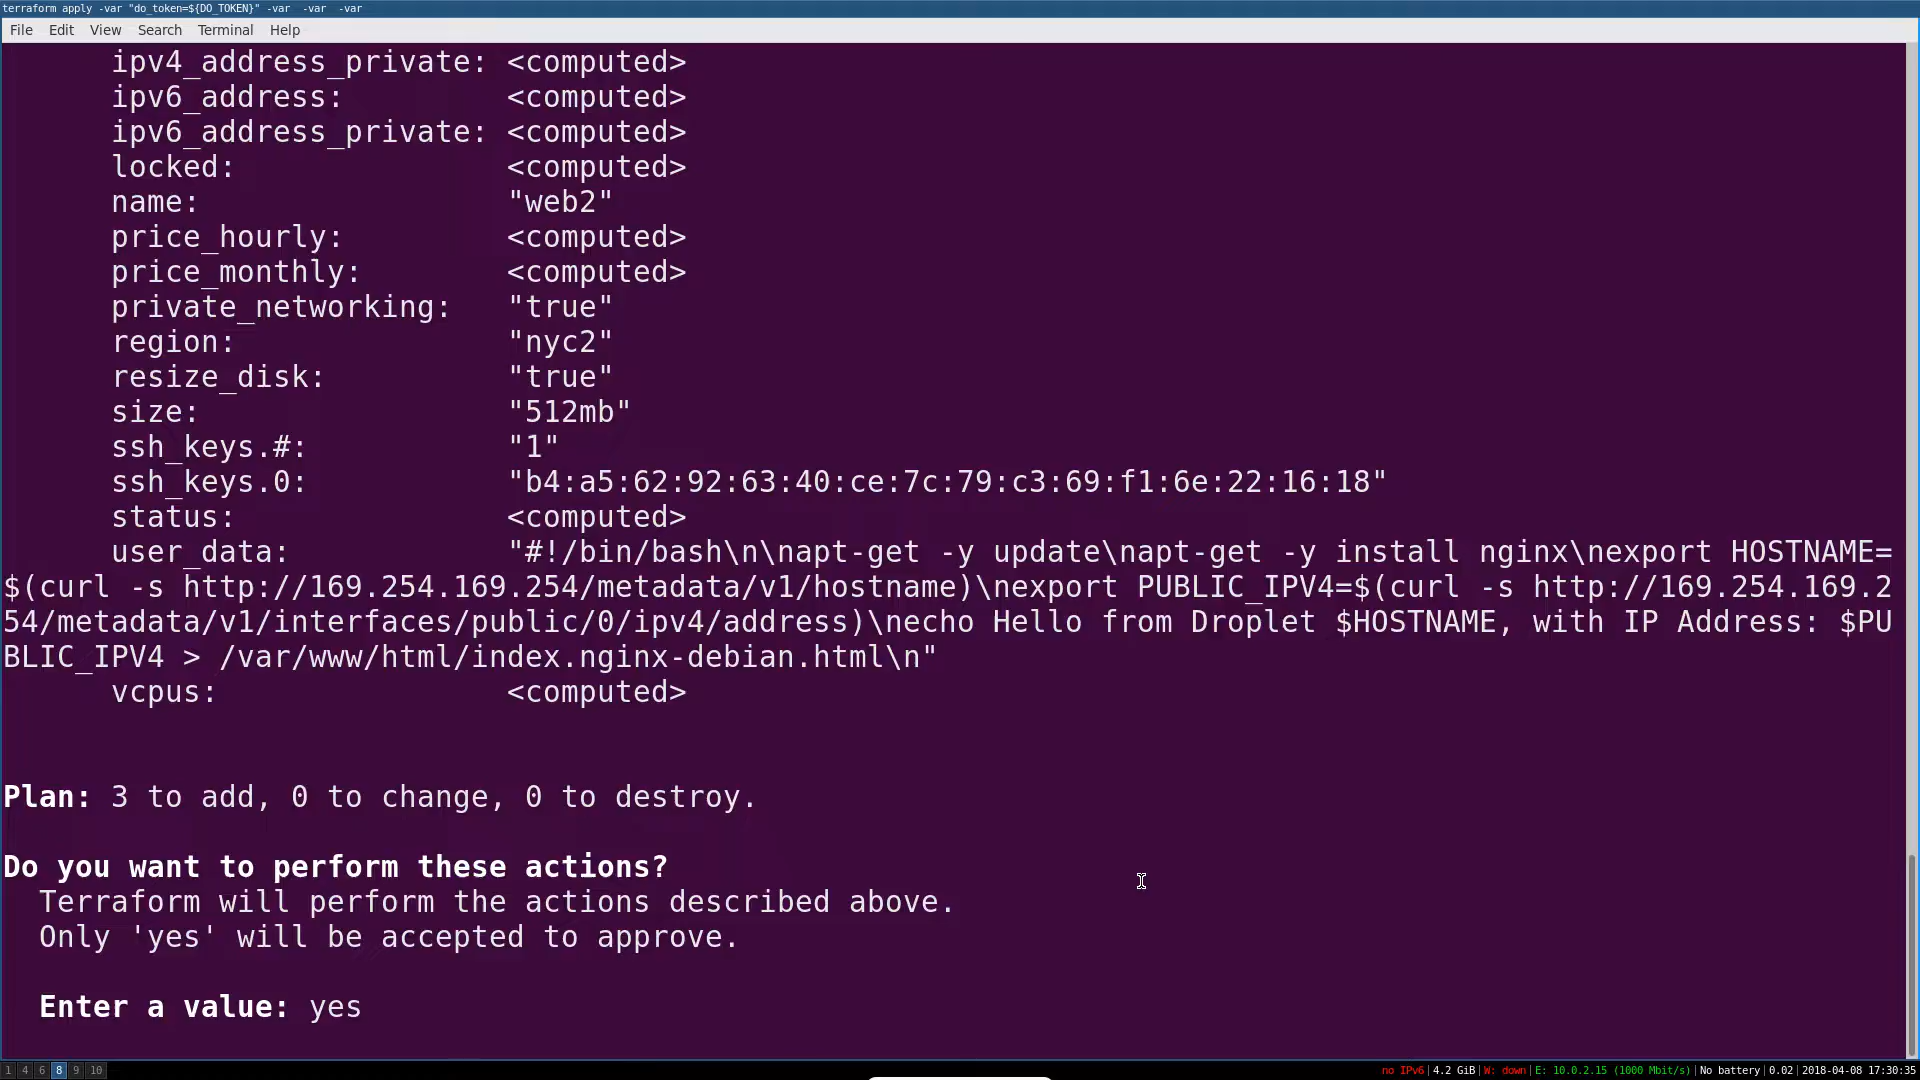 terraform apply -var "do_token=${DO_TOKEN}" -var  -var  -var
File Edit View Search Terminal Help
ipv4_address_private: <computed>
ipv6_address: <computed>
ipv6_address_private: <computed>
locked: <computed>
name: "web2"
price_hourly: <computed>
price_monthly: <computed>
private_networking: "true"
region: "nyc2"
resize_disk: "true"
size: "512mb"
ssh_keys.#: "1"
ssh_keys.0: "b4:a5:62:92:63:40:ce:7c:79:c3:69:f1:6e:22:16:18"
status: <computed>
user_data: "#!/bin/bash\n\napt-get -y update\napt-get -y install nginx\nexport HOSTNAME=
$(curl -s http://169.254.169.254/metadata/v1/hostname)\nexport PUBLIC_IPV4=$(curl -s http://169.254.169.2
54/metadata/v1/interfaces/public/0/ipv4/address)\necho Hello from Droplet $HOSTNAME, with IP Address: $PU
BLIC_IPV4 > /var/www/html/index.nginx-debian.html\n"
vcpus: <computed>
Plan: 3 to add, 0 to change, 0 to destroy.
Do you want to perform these actions?
Terraform will perform the actions described above.
Only 'yes' will be accepted to approve.
Enter a value: yes
1 4 6 8 9 10 no IPv6|4.2 GiB|W: down|E: 10.0.2.15 (1000 Mbit/s)|No battery|0.02|2018-04-08 17:30:35